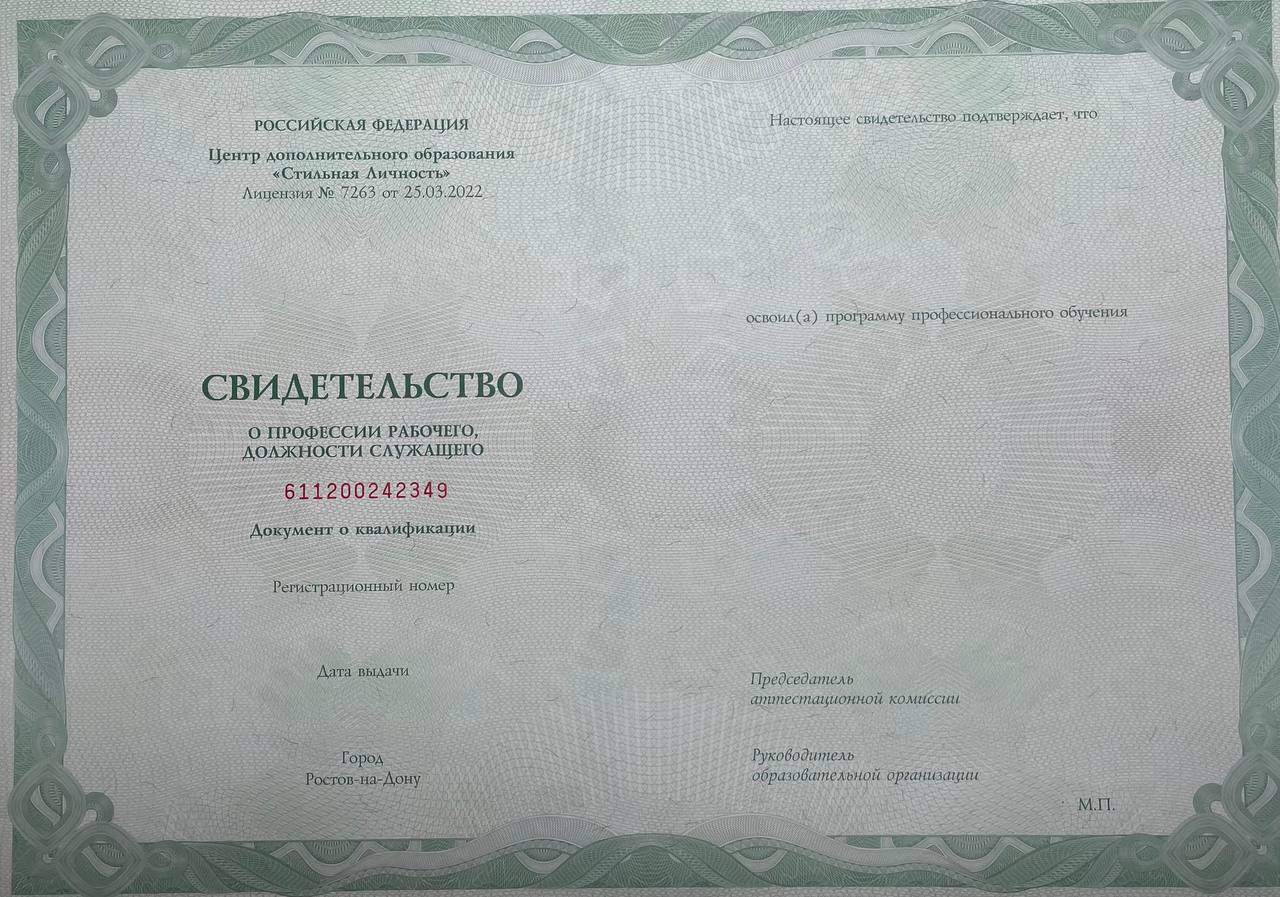 РОССИЙСКАЯ ФЕДЕРАЦИЯ
Центр дополнительного образования
«Стильная Личность»
Лицензия № 7263 от 25.03.2022
СВИДЕТЕЛЬСТВО
О ПРОФЕССИИ РАБОЧЕГО,
ДОЛЖНОСТИ СЛУЖАЩЕГО
611200242349
Документ о квалификации
Регистрационный номер
Дата выдачи
Город
Ростов-на-Дону
Настоящее свидетельство подтверждает, что
освоил(а) программу профессионального обучения
Председатель
аттестационной комиссии
Руководитель
образовательной организации
М.П.